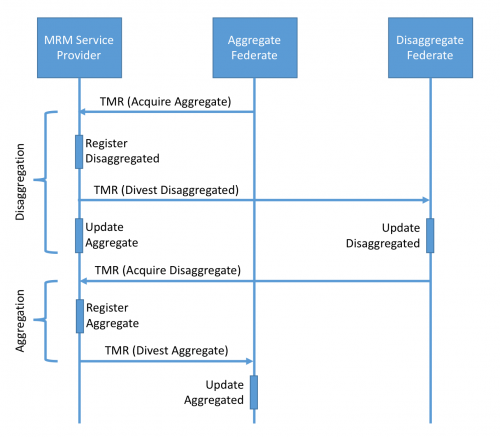 MRM Service
Provider
Aggregate
Federate
Disaggregate
Federate
TMR (Acquire Aggregate)
Disaggregation
Register
Disaggregated
TMR (Divest Disaggregated)
Update
Aggregate
Update
Disaggregated
TMR (Acquire Disaggregate)
Aggregation
Register
Aggregate
TMR (Divest Aggregate)
Update
Aggregated